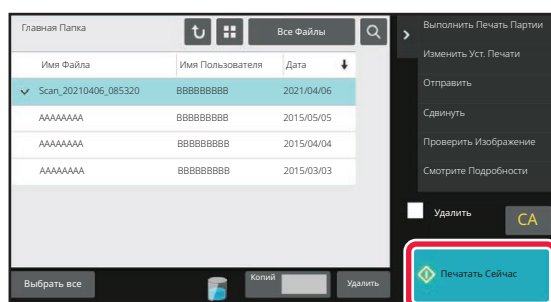 Главная Папка
Все Файлы
Имя Файла Имя Пользователя Дата
Scan_20210406_085320 BBBBBBBBB 2021/04/06
AAAAAAAA BBBBBBBBB 2015/05/05
AAAAAAAA BBBBBBBBB 2015/04/04
AAAAAAAA BBBBBBBBB 2015/03/03
Выбрать все
Копий
Удалить
Выполнить Печать Партии
Изменить Уст. Печати
Отправить
Сдвинуть
Проверить Изображение
Смотрите Подробности
Удалить
CA
Печатать Сейчас